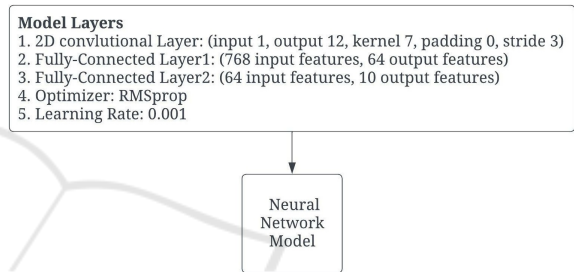 Model Layers
1. 2D convlutional Layer: (input 1, output 12, kernel 7, padding 0, stride 3)
2. Fully-Connected Layer1: (768 input features, 64 output features)
3. Fully-Connected Layer2: (64 input features, 10 output features)
4. Optimizer: RMSprop
5. Learning Rate: 0.001
Neural
Network
Model